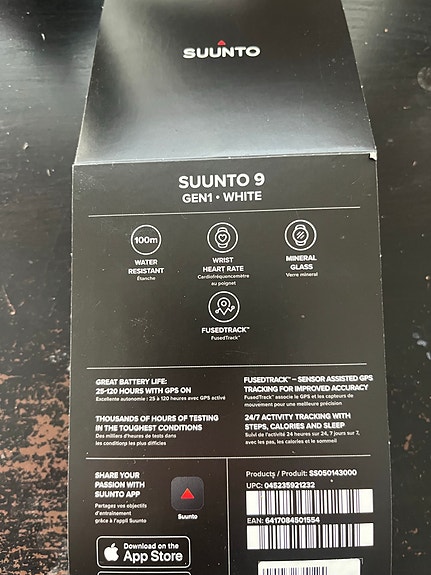 SUUNTO
SUUNTO 9
GEN1 • WHITE
100m
WATER
RESISTANT
Étanche
WRIST
HEART RATE
Cardiofréquencemètre
au poignet
MINERAL
GLASS
Verre minéral
FUSEDTRACK™
FusedTrack™
GREAT BATTERY LIFE:
25-120 HOURS WITH GPS ON
Excellente autonomie : 25 à 120 heures avec GPS activé
THOUSANDS OF HOURS OF TESTING
IN THE TOUGHEST CONDITIONS
Des milliers d'heures de tests dans
les conditions les plus difficiles
FUSEDTRACK™ – SENSOR ASSISTED GPS
TRACKING FOR IMPROVED ACCURACY
FusedTrack™ associe le GPS et les capteurs de
mouvement pour une meilleure précision
24/7 ACTIVITY TRACKING WITH
STEPS, CALORIES AND SLEEP
Suivi de l'activité 24 heures sur 24, 7 jours sur 7,
avec les pas, les calories et le sommeil
SHARE YOUR
PASSION WITH
SUUNTO APP
Partagez vos objectifs
d'entraînement
grâce à l'appli Suunto
Suunto
Download on the
App Store
Products / Produit: SS050143000
UPC: 045235921232
EAN: 6417084501554